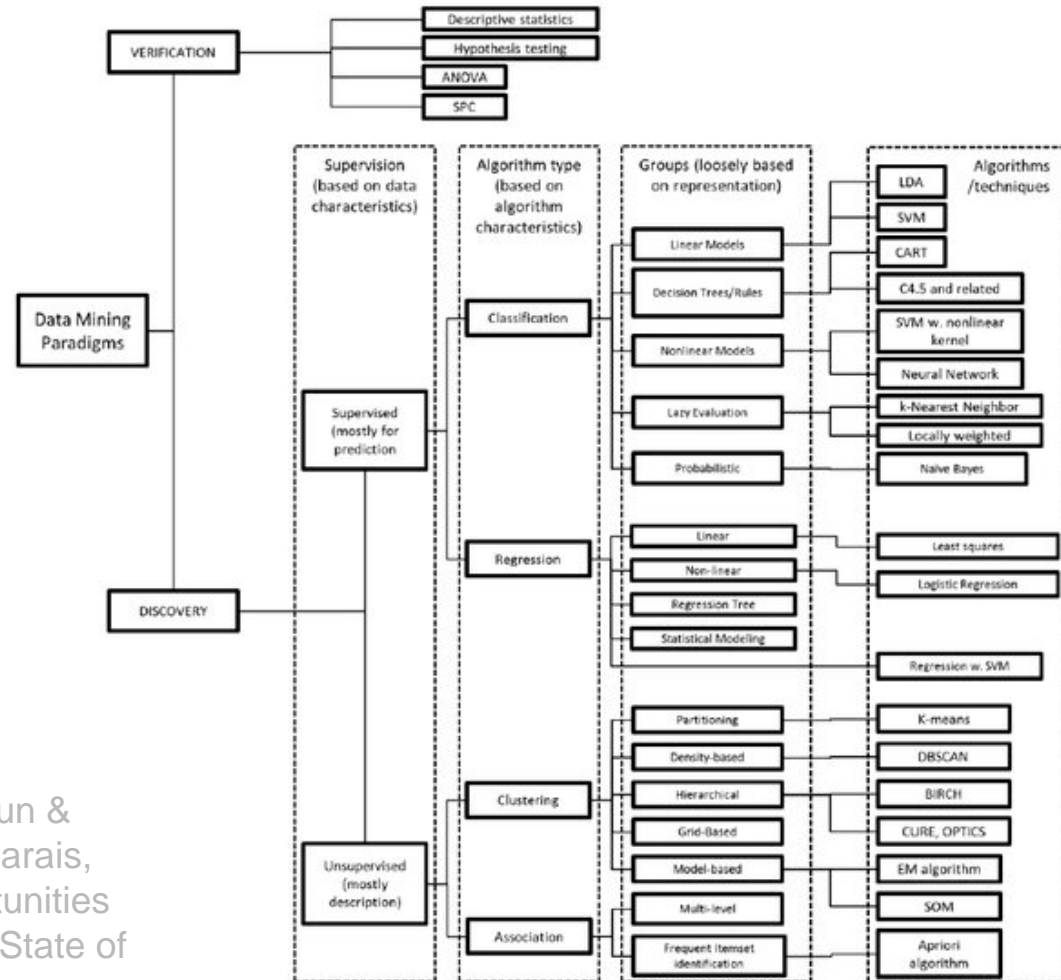 VERIFICATION
Descriptive statistics
Hypothesis testing
ANOVA
SPC
Data Mining
Paradigms
DISCOVERY
Supervision
(based on data
characteristics)
Supervised
(mostly for
prediction
Unsupervised
(mostly
description)
Algorithm type
(based on
algorithm
characteristics)
Classification
Regression
Clustering
Association
Groups (loosely based
on representation)
Linear Models
Decision Trees/Rules
Nonlinear Models
Lazy Evaluation
Probabilistic
Linear
Non-linear
Regression Tree
Statistical Modeling
Partitioning
Density-based
Hierarchical
Grid-Based
Model-based
Multi-level
Frequent Itemset
identification
Algorithms
/techniques
LDA
SVM
CART
C4.5 and related
SVM w. nonlinear
kernel
Neural Network
k-Nearest Neighbor
Locally weighted
Naive Bayes
Least squares
Logistic Regression
Regression w. SVM
K-means
DBSCAN
BIRCH
CURE, OPTICS
EM algorithm
SOM
Apriori
algorithm
un &
arais,
tunities
State of